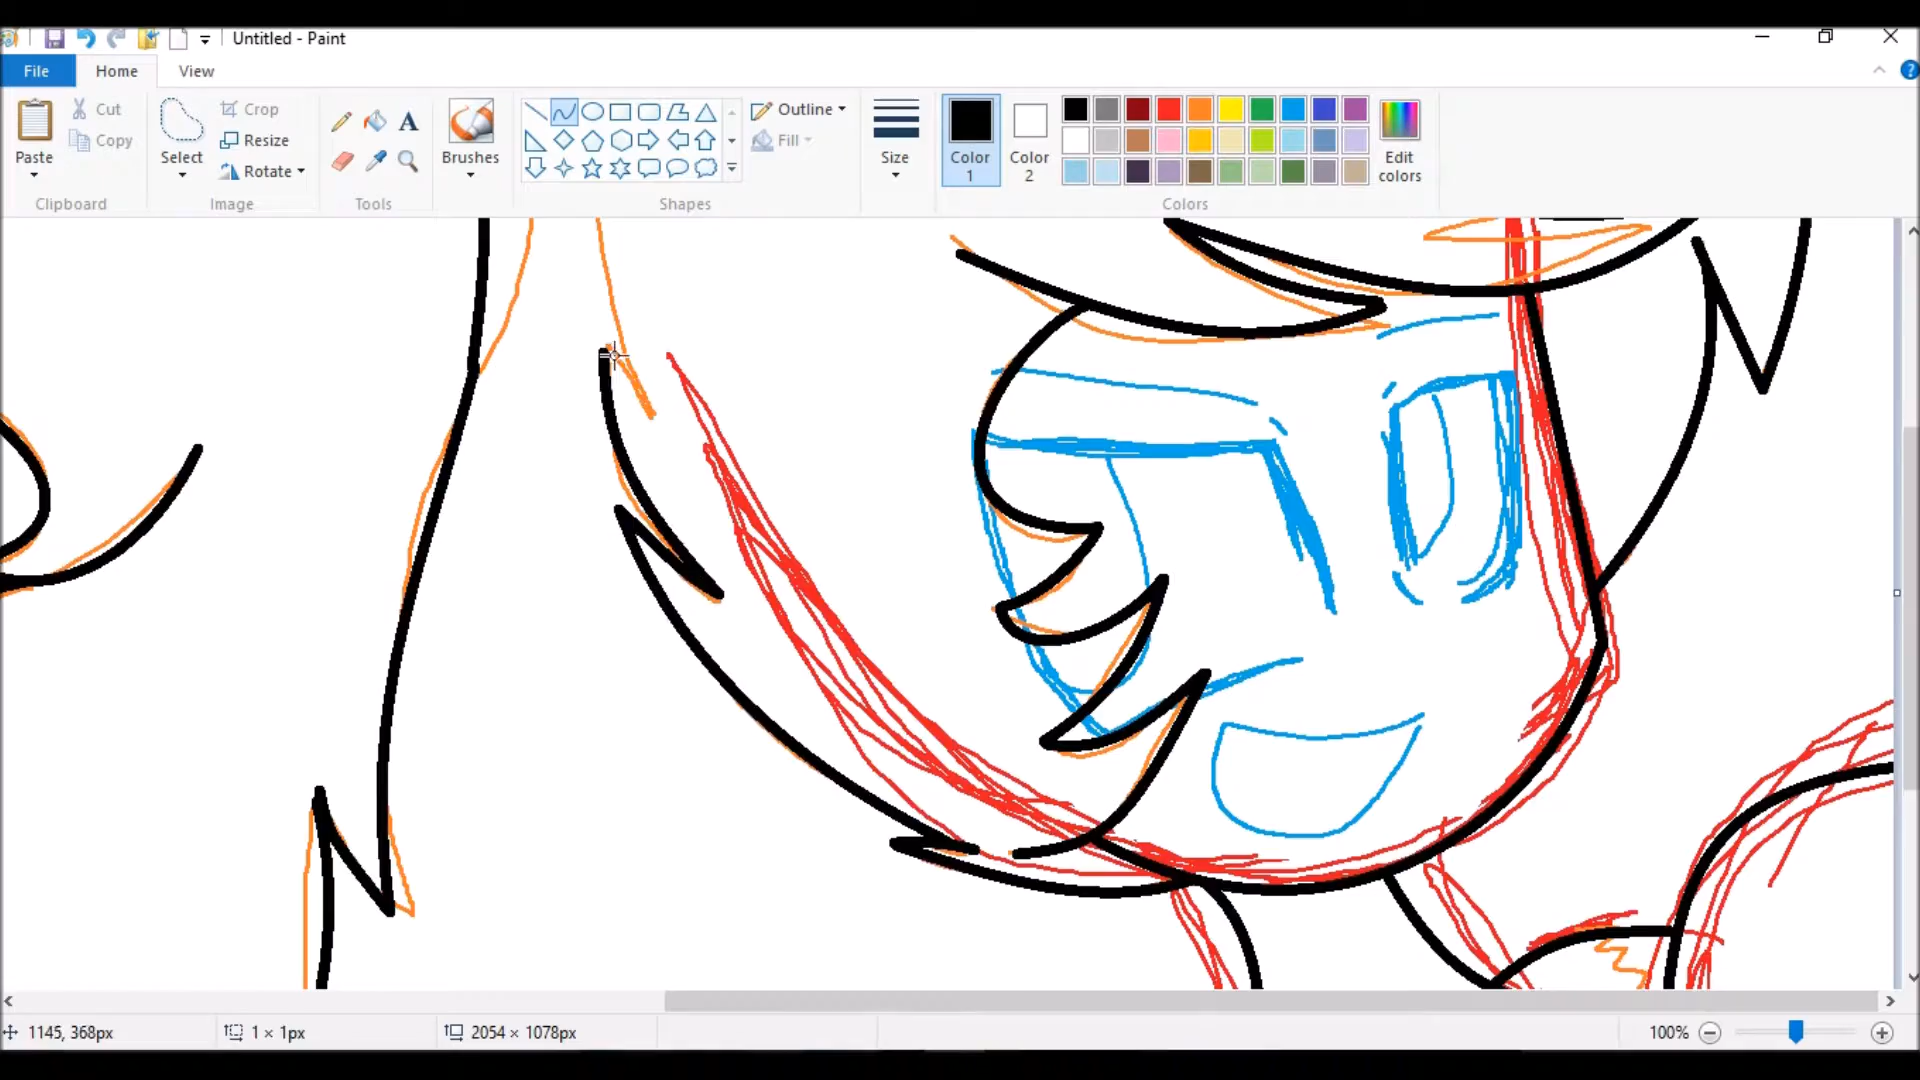 Untitled - Paint
File Home View
Paste Cut Copy
Clipboard
Select Crop Resize Rotate
Image
A
Tools
Brushes
Shapes
Outline Fill
Size
Color 1 Color 2
Edit colors
Colors
1145, 368px 1 × 1px 2054 × 1078px 100%